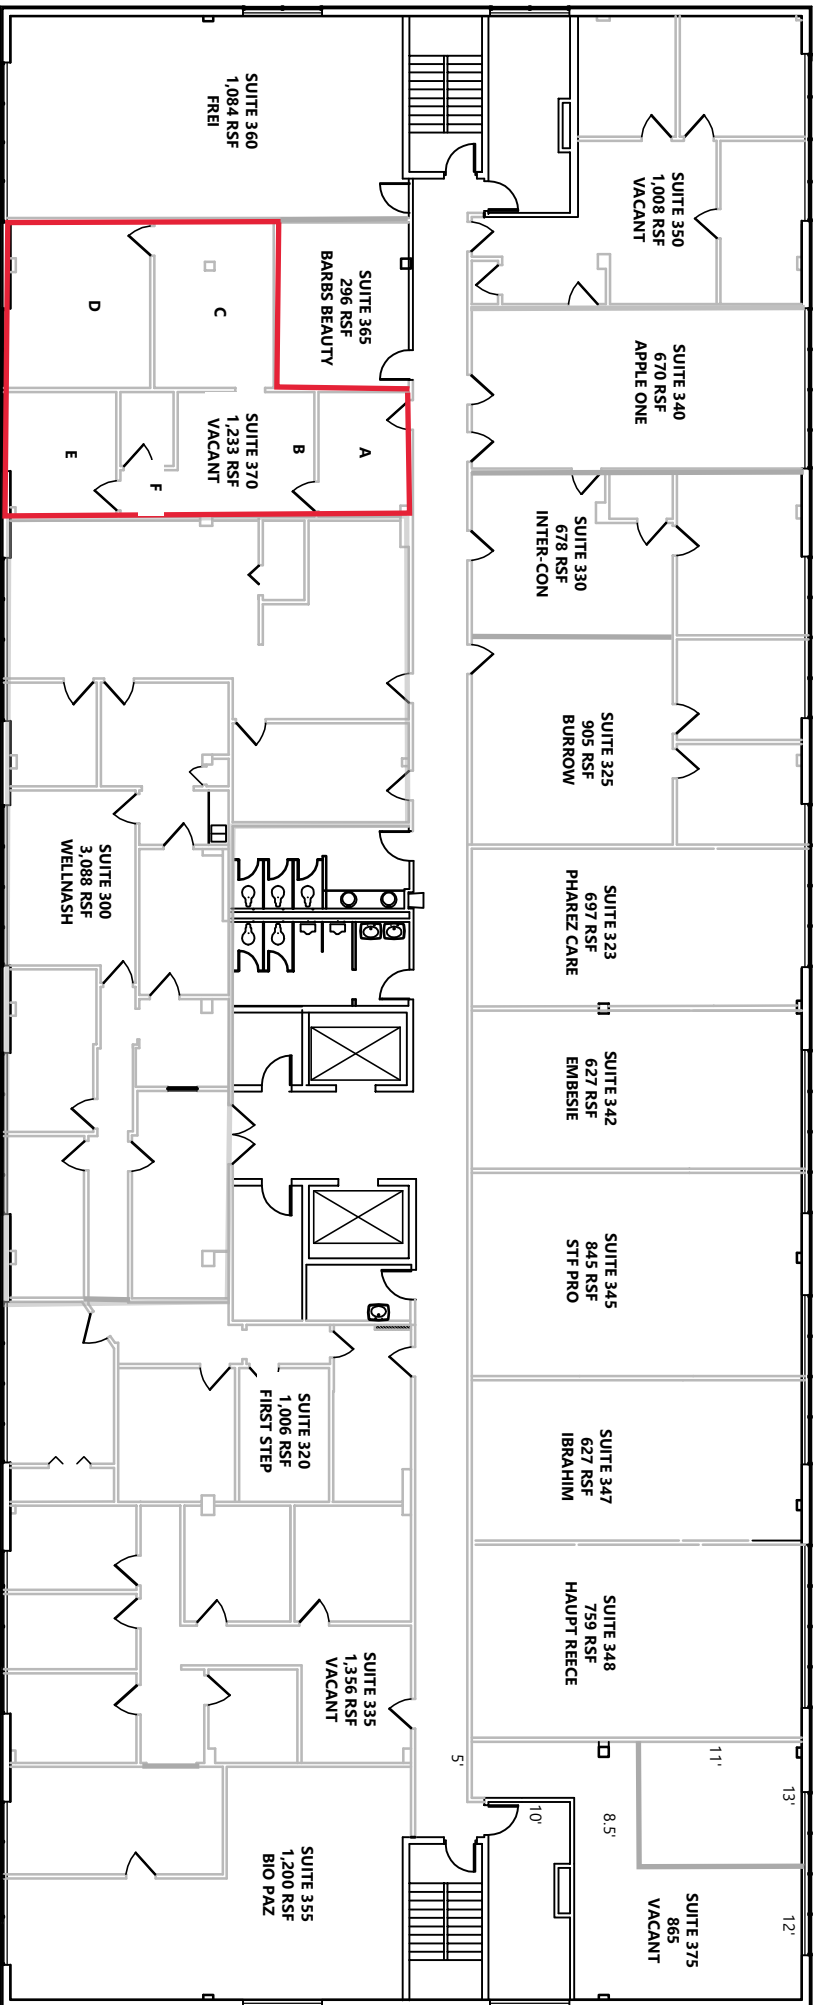 SUITE 360
1,084 RSF
FREI
SUITE 350
1,008 RSF
VACANT
SUITE 365
296 RSF
BARBS BEAUTY
D
C
SUITE 340
670 RSF
APPLE ONE
SUITE 370
1,233 RSF
VACANT
A
B
E
F
SUITE 330
678 RSF
INTER-CON
SUITE 325
905 RSF
BURROW
SUITE 300
3,088 RSF
WELLNASH
SUITE 323
697 RSF
PHAREZ CARE
SUITE 342
627 RSF
EMBESIE
SUITE 345
845 RSF
STF PRO
SUITE 320
1,006 RSF
FIRST STEP
SUITE 347
627 RSF
IBRAHIM
SUITE 348
759 RSF
HAUPT REECE
SUITE 335
1,356 RSF
VACANT
5'
11'
13'
10'
8.5'
12'
SUITE 355
1,200 RSF
BIO PAZ
SUITE 375
865
VACANT